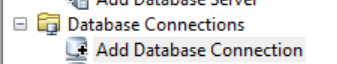 Add Database Server
Database Connections
Add Database Connection